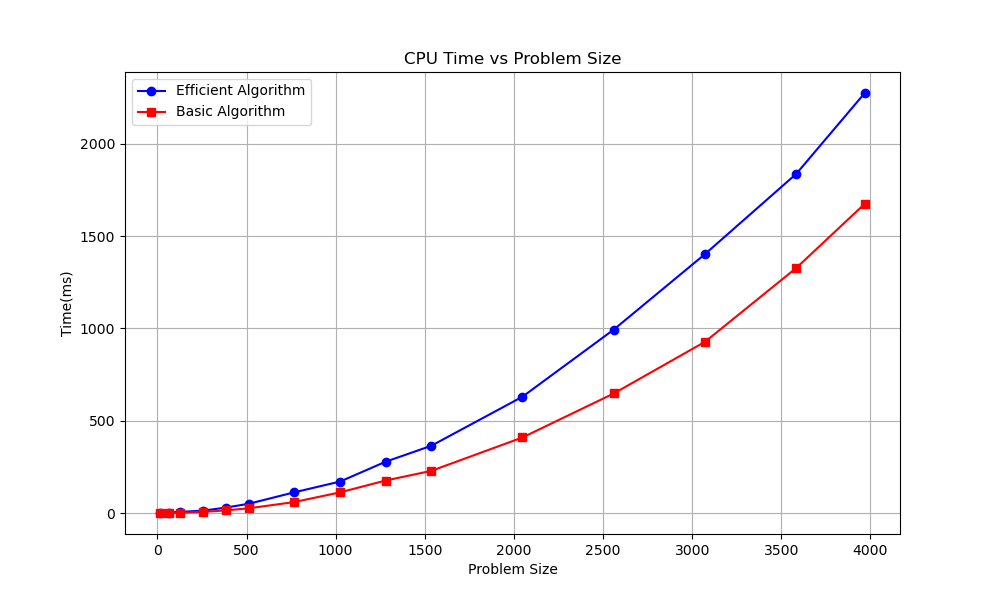 CPU Time vs Problem Size
Efficient Algorithm
Basic Algorithm
Time(ms)
2000
1500
1000
500
0
0 500 1000 1500 2000 2500 3000 3500 4000
Problem Size